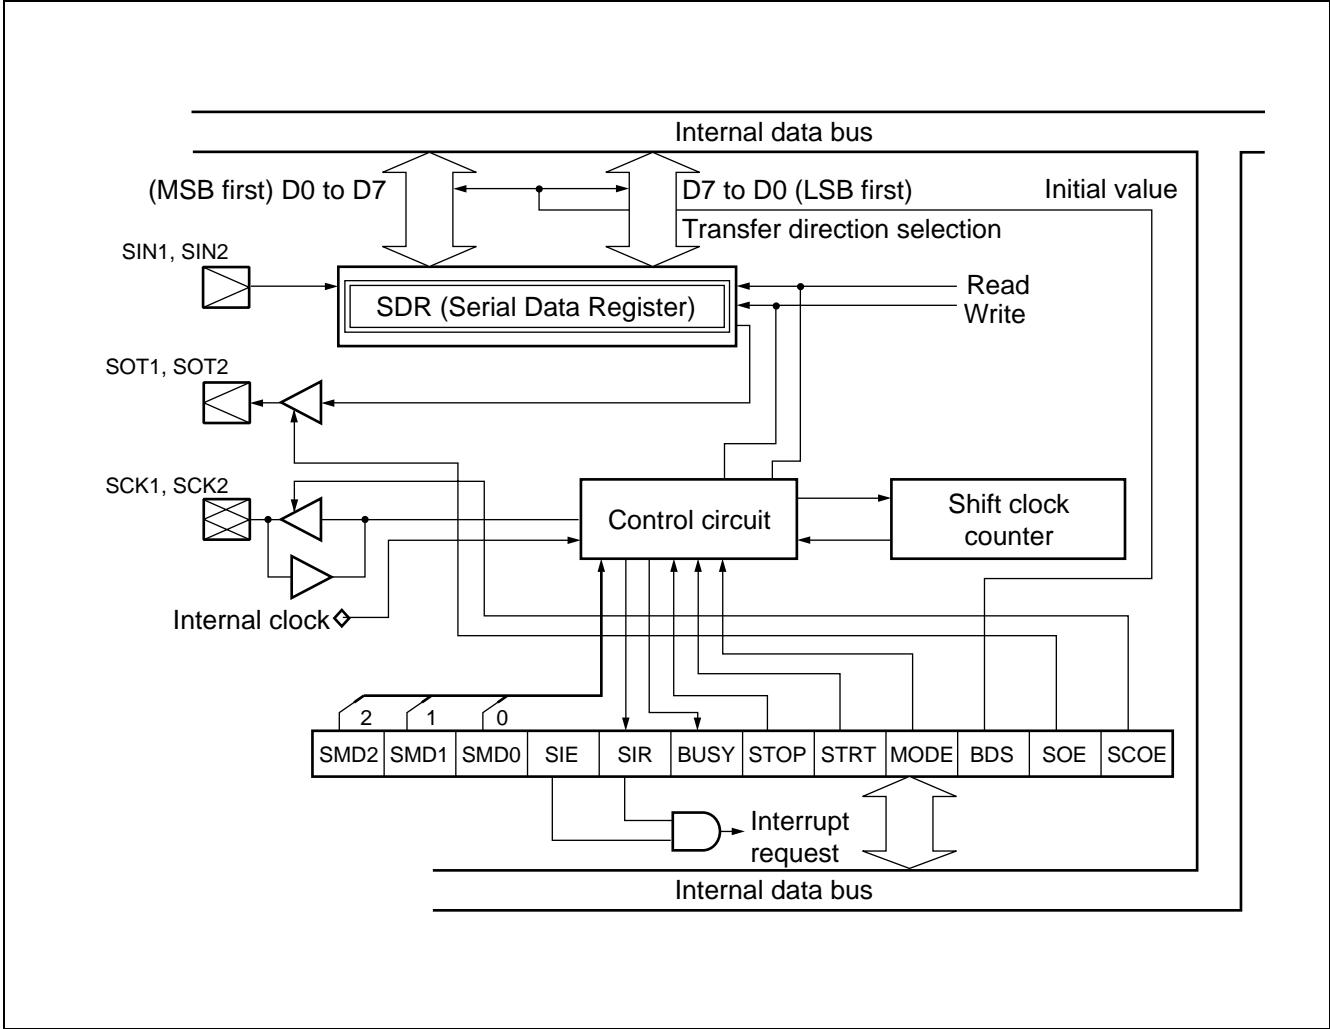 Internal data bus
(MSB first) D0 to D7
D7 to D0 (LSB first)
Initial value
Transfer direction selection
SIN1, SIN2
SDR (Serial Data Register)
Read
Write
SOT1, SOT2
SCK1, SCK2
Control circuit
Shift clock
counter
Internal clock
2
1
0
SMD2
SMD1
SMD0
SIE
SIR
BUSY
STOP
STRT
MODE
BDS
SOE
SCOE
Interrupt
request
Internal data bus